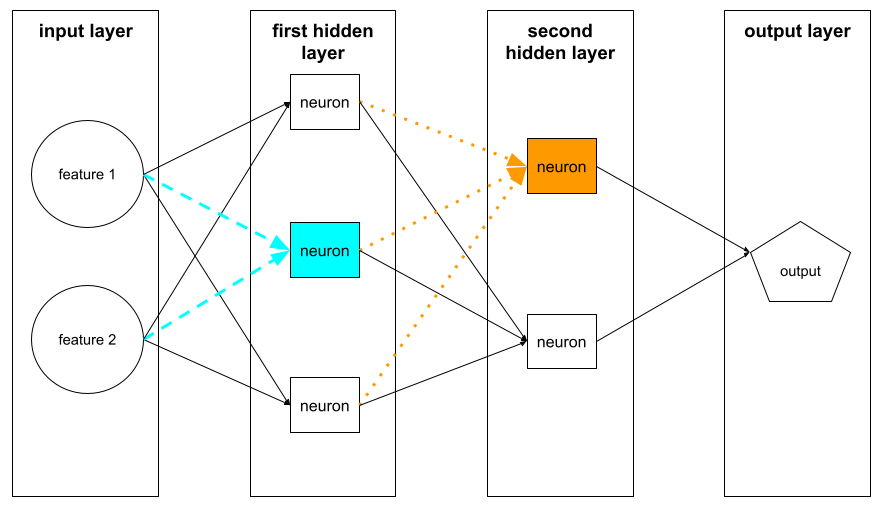 input layer
first hidden
layer
second
hidden layer
output layer
feature 1
feature 2
neuron
neuron
neuron
neuron
neuron
output